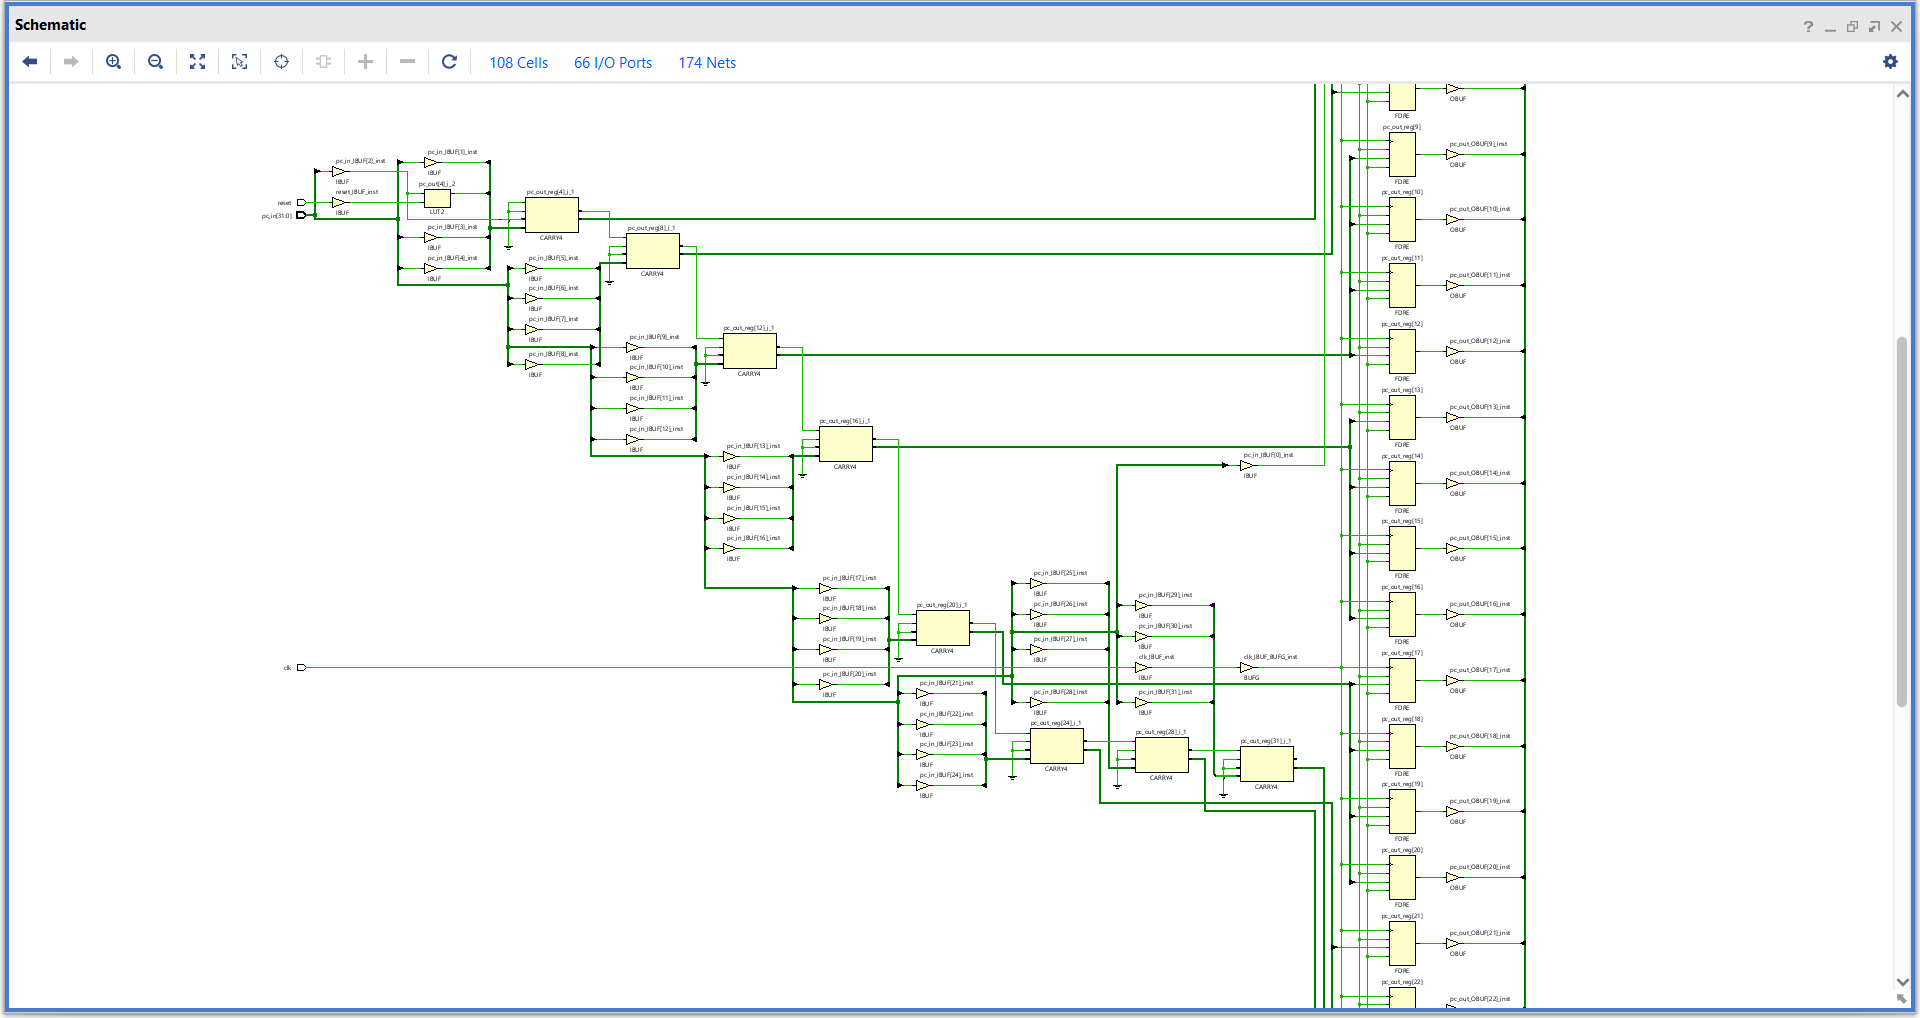 Schematic
108 Cells 66 I/O Ports 174 Nets
reset
pc_in[31:0]
clk
pc_in_IBUF[2]_inst
IBUF
reset_IBUF_inst
IBUF
pc_in_IBUF[1]_inst
IBUF
pc_out[4]_i_2
LUT2
pc_in_IBUF[3]_inst
IBUF
pc_in_IBUF[4]_inst
IBUF
pc_out_reg[4]_i_1
CARRY4
pc_in_IBUF[5]_inst
IBUF
pc_in_IBUF[6]_inst
IBUF
pc_in_IBUF[7]_inst
IBUF
pc_in_IBUF[8]_inst
IBUF
pc_out_reg[8]_i_1
CARRY4
pc_in_IBUF[9]_inst
IBUF
pc_in_IBUF[10]_inst
IBUF
pc_in_IBUF[11]_inst
IBUF
pc_in_IBUF[12]_inst
IBUF
pc_out_reg[12]_i_1
CARRY4
pc_in_IBUF[13]_inst
IBUF
pc_in_IBUF[14]_inst
IBUF
pc_in_IBUF[15]_inst
IBUF
pc_in_IBUF[16]_inst
IBUF
pc_out_reg[16]_i_1
CARRY4
pc_in_IBUF[17]_inst
IBUF
pc_in_IBUF[18]_inst
IBUF
pc_in_IBUF[19]_inst
IBUF
pc_in_IBUF[20]_inst
IBUF
pc_out_reg[20]_i_1
CARRY4
pc_in_IBUF[21]_inst
IBUF
pc_in_IBUF[22]_inst
IBUF
pc_in_IBUF[23]_inst
IBUF
pc_in_IBUF[24]_inst
IBUF
pc_in_IBUF[25]_inst
IBUF
pc_in_IBUF[26]_inst
IBUF
pc_in_IBUF[27]_inst
IBUF
pc_in_IBUF[28]_inst
IBUF
pc_out_reg[24]_i_1
CARRY4
pc_in_IBUF[29]_inst
IBUF
pc_in_IBUF[30]_inst
IBUF
clk_IBUF_inst
IBUF
pc_in_IBUF[31]_inst
IBUF
pc_out_reg[28]_i_1
CARRY4
pc_in_IBUF[0]_inst
IBUF
clk_IBUF_BUFG_inst
BUFG
pc_out_reg[31]_i_1
CARRY4
FDRE
OBUF
pc_out_reg[9]
FDRE
pc_out_OBUF[9]_inst
OBUF
pc_out_reg[10]
FDRE
pc_out_OBUF[10]_inst
OBUF
pc_out_reg[11]
FDRE
pc_out_OBUF[11]_inst
OBUF
pc_out_reg[12]
FDRE
pc_out_OBUF[12]_inst
OBUF
pc_out_reg[13]
FDRE
pc_out_OBUF[13]_inst
OBUF
pc_out_reg[14]
FDRE
pc_out_OBUF[14]_inst
OBUF
pc_out_reg[15]
FDRE
pc_out_OBUF[15]_inst
OBUF
pc_out_reg[16]
FDRE
pc_out_OBUF[16]_inst
OBUF
pc_out_reg[17]
FDRE
pc_out_OBUF[17]_inst
OBUF
pc_out_reg[18]
FDRE
pc_out_OBUF[18]_inst
OBUF
pc_out_reg[19]
FDRE
pc_out_OBUF[19]_inst
OBUF
pc_out_reg[20]
FDRE
pc_out_OBUF[20]_inst
OBUF
pc_out_reg[21]
FDRE
pc_out_OBUF[21]_inst
OBUF
pc_out_reg[22]
pc_out_OBUF[22]_inst